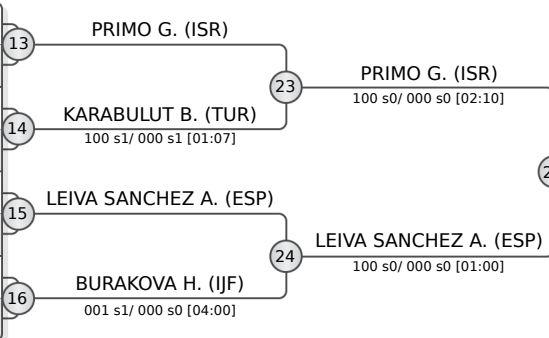 13
PRIMO G. (ISR)
23
PRIMO G. (ISR)
100 s0/ 000 s0 [02:10]
14
KARABULUT B. (TUR)
100 s1/ 000 s1 [01:07]
15
LEIVA SANCHEZ A. (ESP)
24
LEIVA SANCHEZ A. (ESP)
100 s0/ 000 s0 [01:00]
16
BURAKOVA H. (IJF)
001 s1/ 000 s0 [04:00]